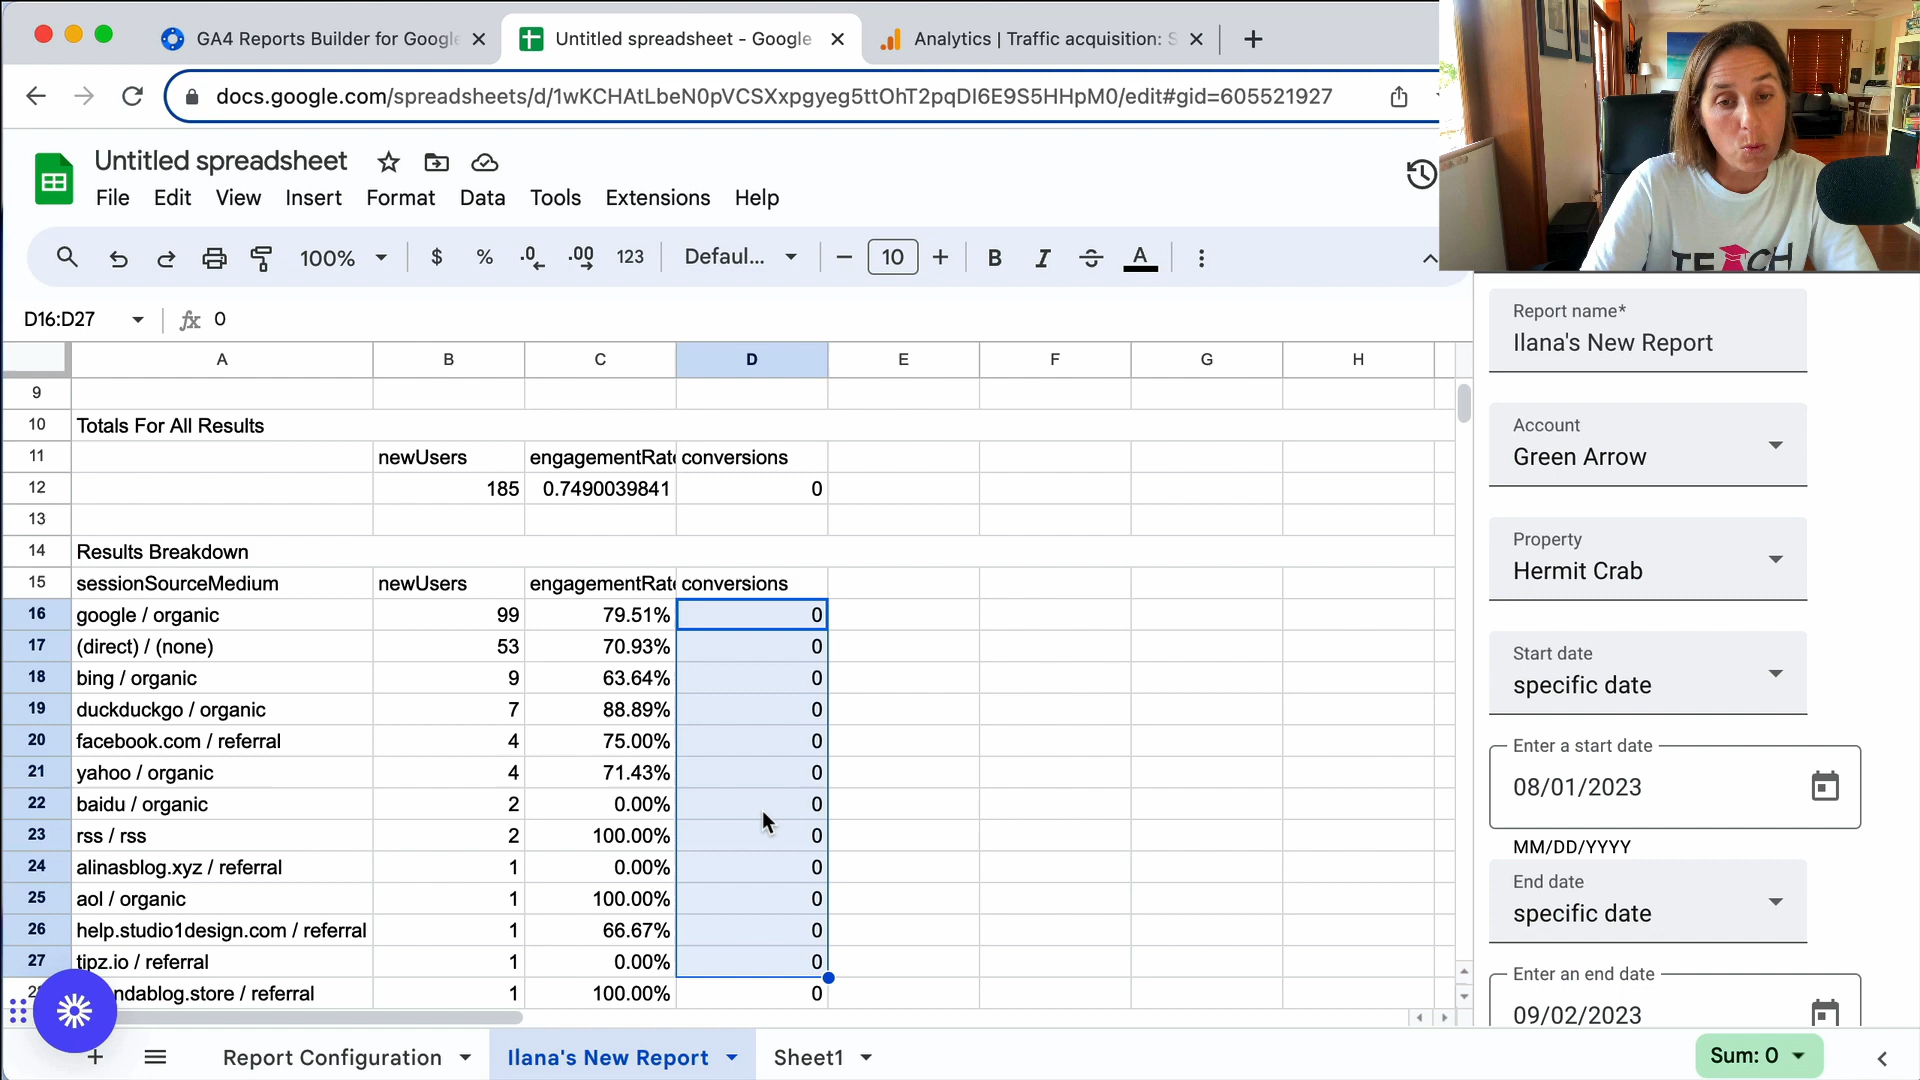 GA4 Reports Builder for Google
Untitled spreadsheet - Google
Analytics | Traffic acquisition: S
docs.google.com/spreadsheets/d/1wKCHAtLbeN0pVCSXxpgyeg5ttOhT2pqDI6E9S5HHpM0/edit#gid=605521927
Untitled spreadsheet
File Edit View Insert Format Data Tools Extensions Help
100% $ % .0 .00 123 Defaul... 10 B I S A
D16:D27 fx 0
A B C D E F G H
9
10 Totals For All Results
11 newUsers engagementRate conversions
12 185 0.7490039841 0
13
14 Results Breakdown
15 sessionSourceMedium newUsers engagementRate conversions
16 google / organic 99 79.51% 0
17 (direct) / (none) 53 70.93% 0
18 bing / organic 9 63.64% 0
19 duckduckgo / organic 7 88.89% 0
20 facebook.com / referral 4 75.00% 0
21 yahoo / organic 4 71.43% 0
22 baidu / organic 2 0.00% 0
23 rss / rss 2 100.00% 0
24 alinasblog.xyz / referral 1 0.00% 0
25 aol / organic 1 100.00% 0
26 help.studio1design.com / referral 1 66.67% 0
27 tipz.io / referral 1 0.00% 0
ndablog.store / referral 1 100.00% 0
Report Configuration Ilana's New Report Sheet1
Sum: 0
TEACH
Report name*
Ilana's New Report
Account
Green Arrow
Property
Hermit Crab
Start date
specific date
Enter a start date
08/01/2023
MM/DD/YYYY
End date
specific date
Enter an end date
09/02/2023